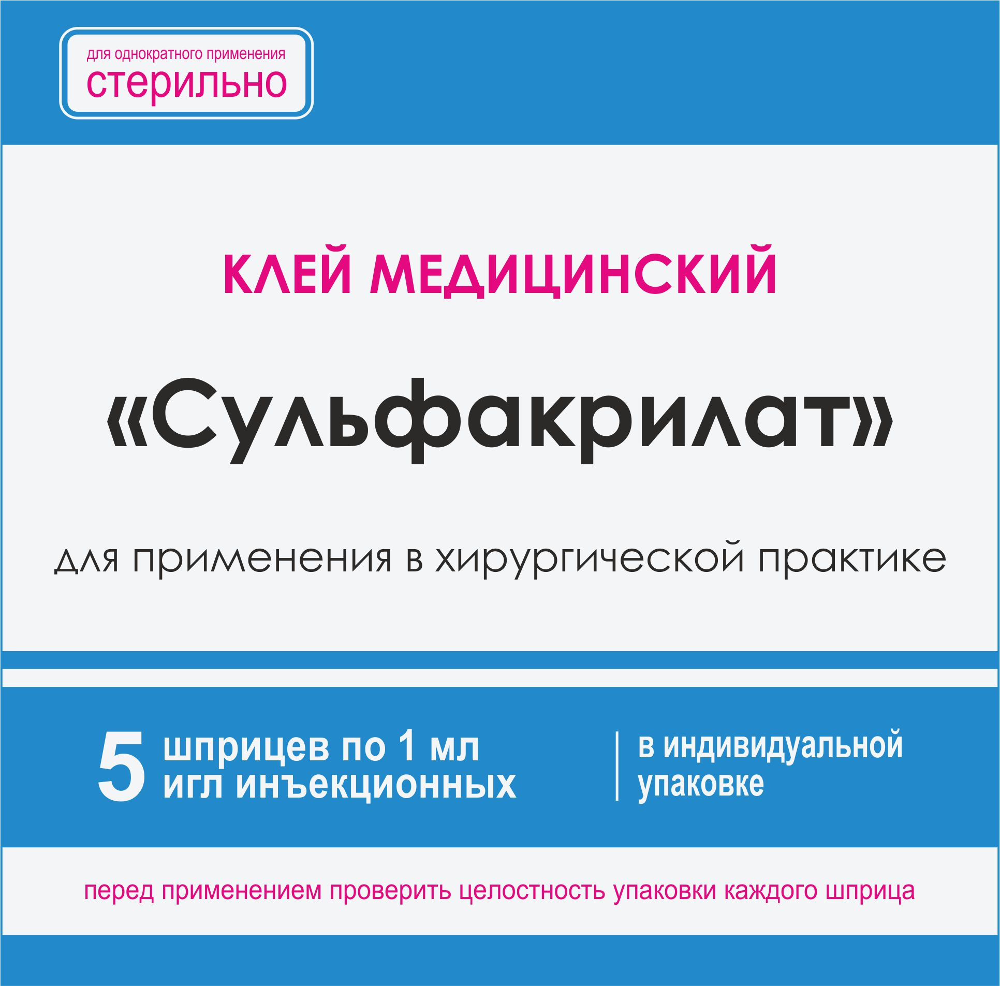 для однократного применения
стерильно
КЛЕЙ МЕДИЦИНСКИЙ
«Сульфакрилат»
для применения в хирургической практике
5 шприцев по 1 мл
игл инъекционных
в индивидуальной
упаковке
перед применением проверить целостность упаковки каждого шприца